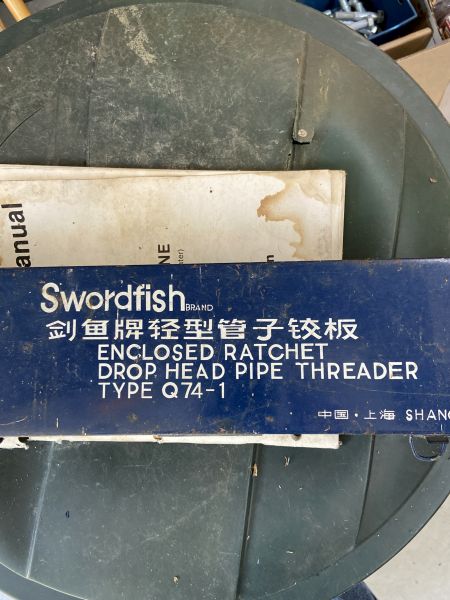 anual
NE
Swordfish BRAND
剑鱼牌轻型管子铰板
ENCLOSED RATCHET
DROP HEAD PIPE THREADER
TYPE Q74-1
中国·上海 SHANG